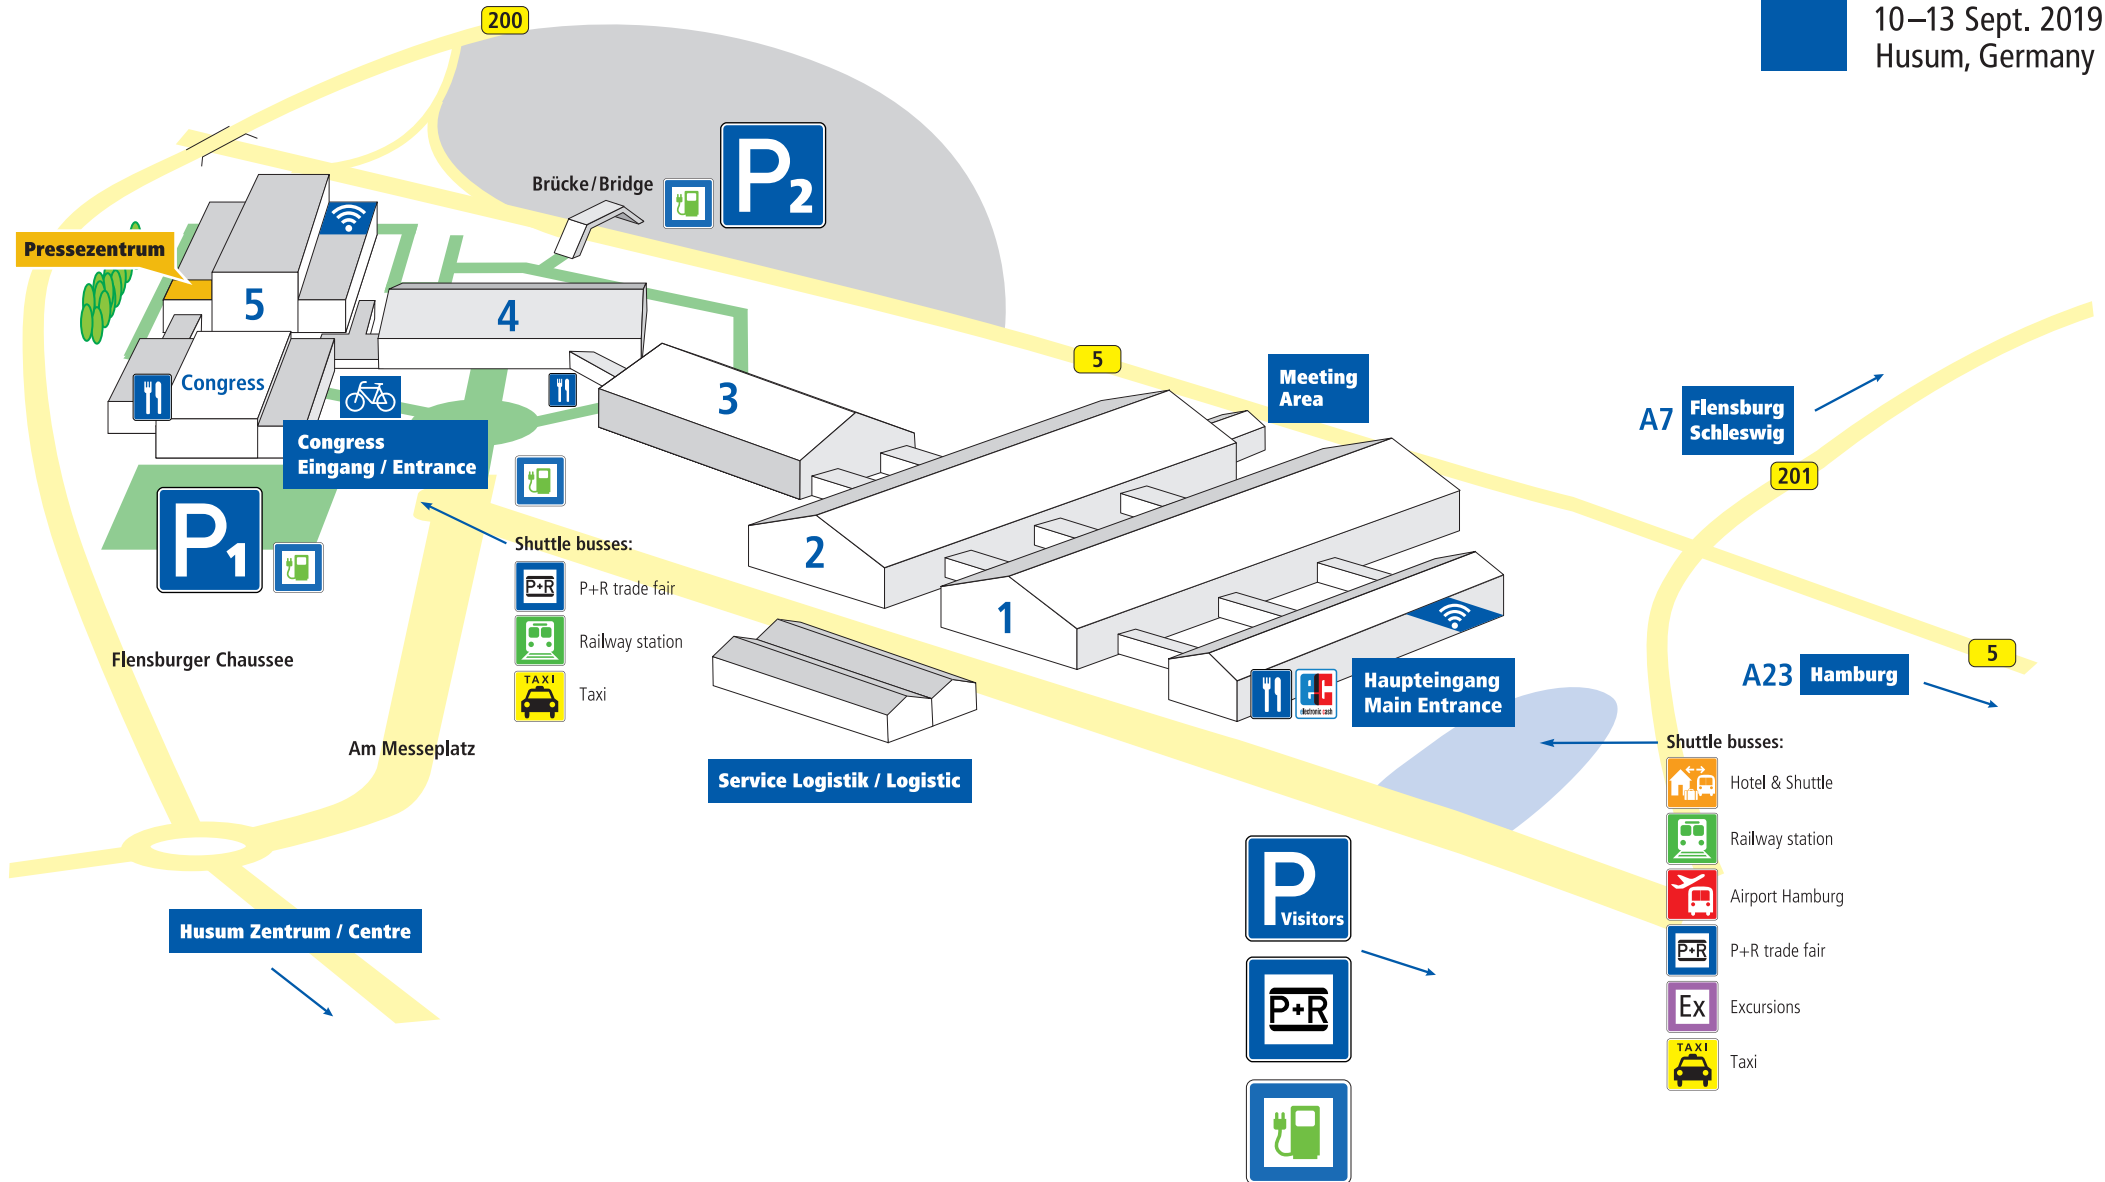 10–13 Sept. 2019
Husum, Germany
200
Brücke/Bridge
P2
Pressezentrum
5
4
5
Meeting
Area
Congress
3
A7
Flensburg
Schleswig
201
Congress
Eingang / Entrance
P1
2
1
Shuttle busses:
P+R
P+R trade fair
Railway station
TAXI
Taxi
Flensburger Chaussee
Am Messeplatz
5
A23
Hamburg
ec
electronic cash
Haupteingang
Main Entrance
Service Logistik / Logistic
Shuttle busses:
Hotel & Shuttle
Railway station
Airport Hamburg
P+R
P+R trade fair
Ex
Excursions
TAXI
Taxi
Husum Zentrum / Centre
P
Visitors
P+R